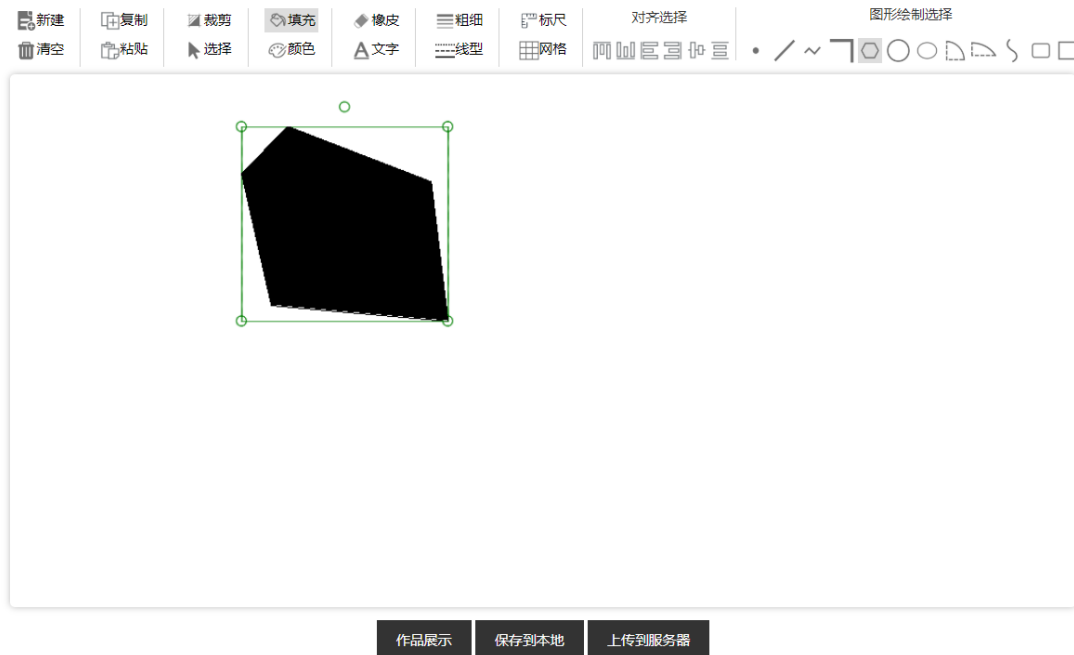 新建 复制 裁剪 填充 橡皮 粗细 标尺 对齐选择 图形绘制选择
清空 粘贴 选择 颜色 文字 线型 网格
作品展示 保存到本地 上传到服务器